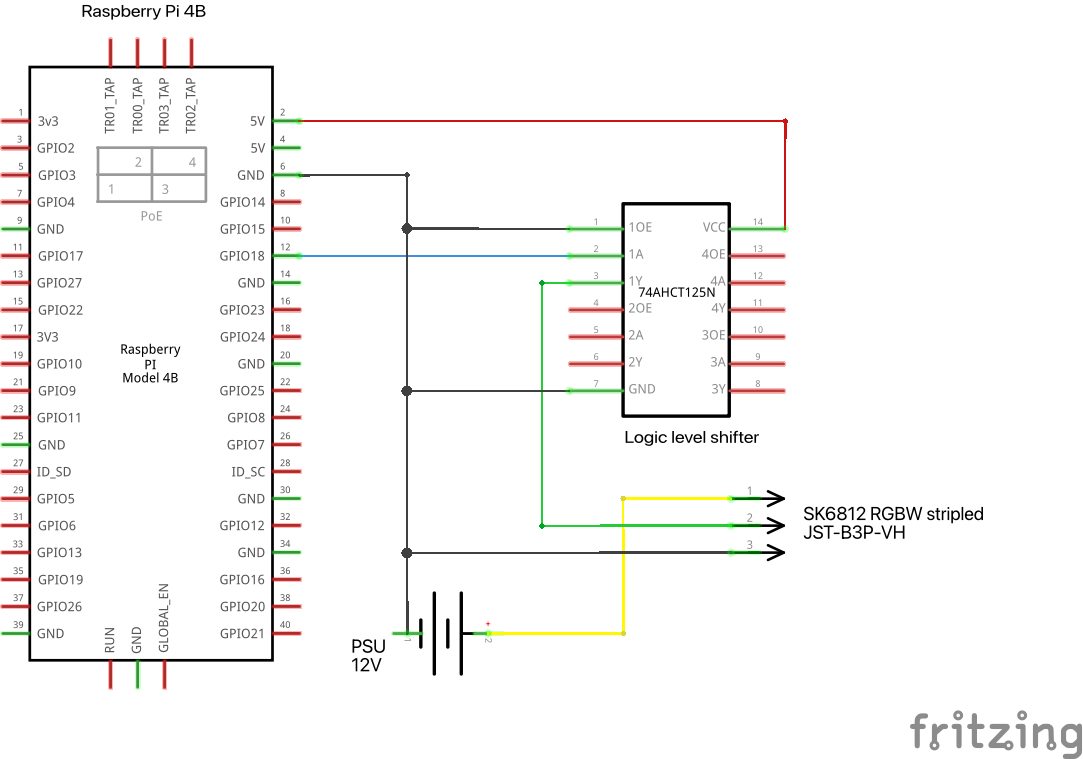 Raspberry Pi 4B
TR01_TAP
TR00_TAP
TR03_TAP
TR02_TAP
1 3v3
5V 2
3 GPIO2
5V 4
5 GPIO3
GND 6
7 GPIO4
GPIO14 8
9 GND
GPIO15 10
11 GPIO17
GPIO18 12
13 GPIO27
GND 14
15 GPIO22
GPIO23 16
17 3V3
GPIO24 18
19 GPIO10
GND 20
21 GPIO9
GPIO25 22
23 GPIO11
GPIO8 24
25 GND
GPIO7 26
27 ID_SD
ID_SC 28
29 GPIO5
GND 30
31 GPIO6
GPIO12 32
33 GPIO13
GND 34
35 GPIO19
GPIO16 36
37 GPIO26
GPIO20 38
39 GND
GPIO21 40
2 4
1 3
PoE
Raspberry
PI
Model 4B
RUN
GND
GLOBAL_EN
1 1OE
VCC 14
2 1A
4OE 13
3 1Y
4A 12
74AHCT125N
4 2OE
4Y 11
5 2A
3OE 10
6 2Y
3A 9
7 GND
3Y 8
Logic level shifter
1
2
3
SK6812 RGBW stripled
JST-B3P-VH
PSU
12V
1
+
2
fritzing